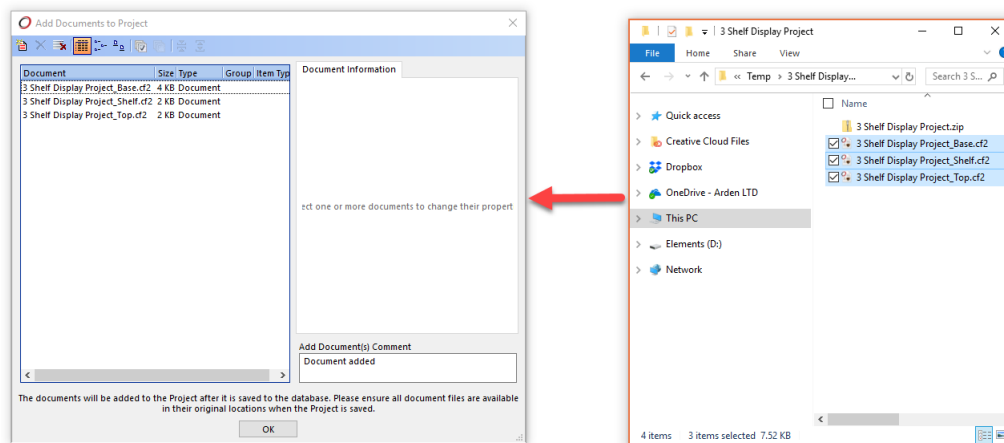 Add Documents to Project
Document Size Type Group Item Typ
3 Shelf Display Project_Base.cf2 4 KB Document
3 Shelf Display Project_Shelf.cf2 2 KB Document
3 Shelf Display Project_Top.cf2 2 KB Document
Document Information
ect one or more documents to change their propert
Add Document(s) Comment
Document added
The documents will be added to the Project after it is saved to the database. Please ensure all document files are available
in their original locations when the Project is saved.
OK
3 Shelf Display Project
File Home Share View
« Temp > 3 Shelf Display...
Search 3 S...
Name
Quick access
Creative Cloud Files
Dropbox
OneDrive - Arden LTD
This PC
Elements (D:)
Network
3 Shelf Display Project.zip
3 Shelf Display Project_Base.cf2
3 Shelf Display Project_Shelf.cf2
3 Shelf Display Project_Top.cf2
4 items 3 items selected 7.52 KB